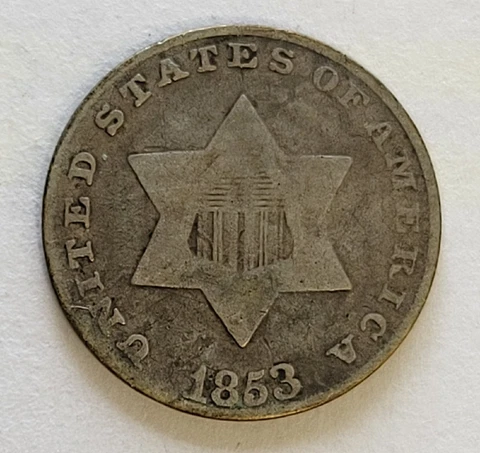 UNITED STATES OF AMERICA
1853